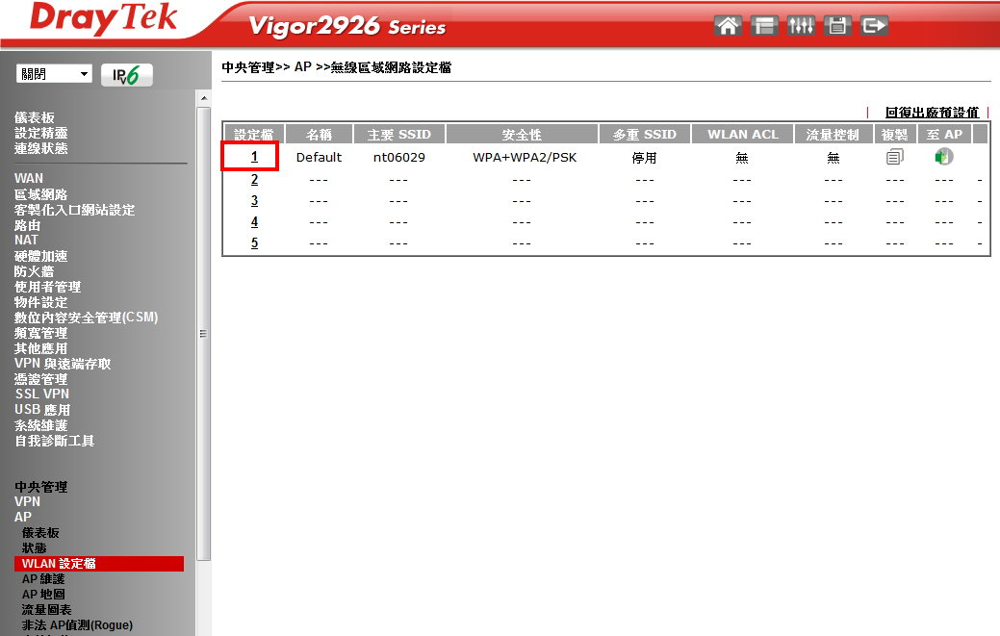 DrayTek
Vigor2926 Series
關閉
IPv6
中央管理>> AP >>無線區域網路設定檔
儀表板
設定精靈
連線狀態
WAN
區域網路
客製化入口網站設定
路由
NAT
硬體加速
防火牆
使用者管理
物件設定
數位內容安全管理(CSM)
頻寬管理
其他應用
VPN 與遠端存取
憑證管理
SSL VPN
USB 應用
系統維護
自我診斷工具
中央管理
VPN
AP
儀表板
狀態
WLAN 設定檔
AP 維護
AP 地圖
流量圖表
非法 AP偵測(Rogue)
| 回復出廠預設值 |
設定檔 名稱 主要 SSID 安全性 多重 SSID WLAN ACL 流量控制 複製 至 AP
1 Default nt06029 WPA+WPA2/PSK 停用 無 無
2 --- --- --- --- --- --- --- --- -
3 --- --- --- --- --- --- --- --- -
4 --- --- --- --- --- --- --- --- -
5 --- --- --- --- --- --- --- --- -